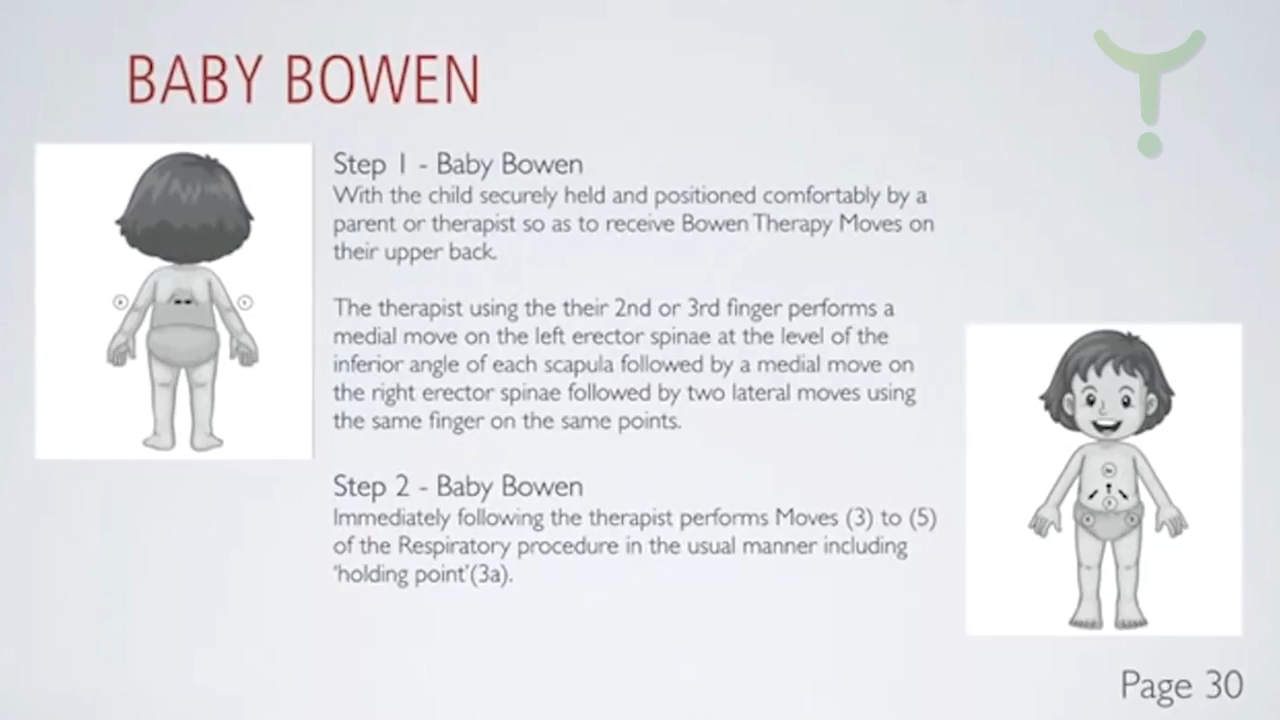 BABY BOWEN
Step 1 - Baby Bowen
With the child securely held and positioned comfortably by a
parent or therapist so as to receive Bowen Therapy Moves on
their upper back.
The therapist using the their 2nd or 3rd finger performs a
medial move on the left erector spinae at the level of the
inferior angle of each scapula followed by a medial move on
the right erector spinae followed by two lateral moves using
the same finger on the same points.
Step 2 - Baby Bowen
Immediately following the therapist performs Moves (3) to (5)
of the Respiratory procedure in the usual manner including
'holding point'(3a).
Page 30